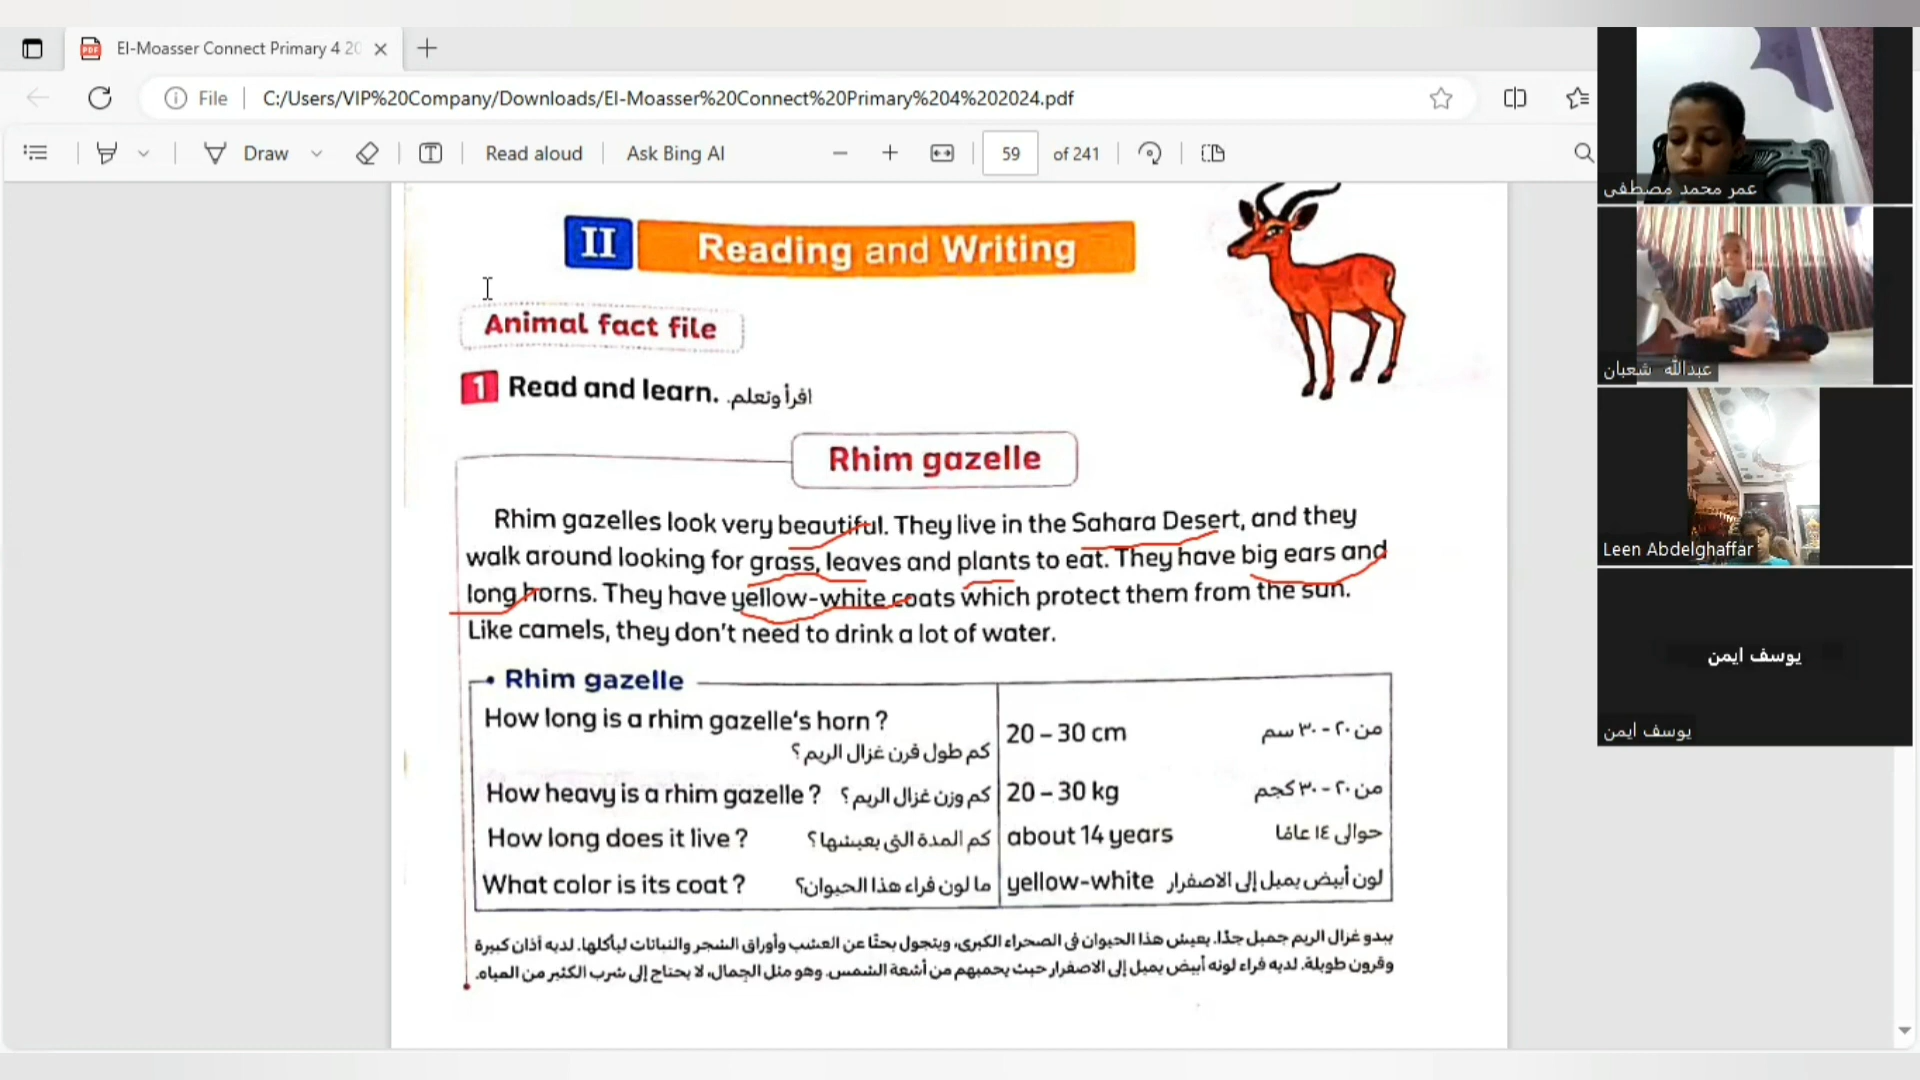 El-Moasser Connect Primary 4 20
File
C:/Users/VIP%20Company/Downloads/El-Moasser%20Connect%20Primary%204%202024.pdf
Draw
Read aloud
Ask Bing AI
59
of 241
II
Reading and Writing
Animal fact file
1 Read and learn. اقرأ وتعلم.
Rhim gazelle
Rhim gazelles look very beautiful. They live in the Sahara Desert, and they
walk around looking for grass, leaves and plants to eat. They have big ears and
long horns. They have yellow-white coats which protect them from the sun.
Like camels, they don't need to drink a lot of water.
• Rhim gazelle
How long is a rhim gazelle's horn ?
كم طول قرن غزال الريم؟
20 – 30 cm من ٢٠ - ٣٠ سم
How heavy is a rhim gazelle ? كم وزن غزال الريم؟ 20 – 30 kg من ٢٠ - ٣٠ كجم
How long does it live ? كم المدة التى يعيشها؟ about 14 years حوالى ١٤ عامًا
What color is its coat ? ما لون فراء هذا الحيوان؟ yellow-white لون أبيض يميل إلى الاصفرار
يبدو غزال الريم جميل جدًا. يعيش هذا الحيوان فى الصحراء الكبرى، ويتجول بحثًا عن العشب وأوراق الشجر والنباتات ليأكلها. لديه آذان كبيرة
وقرون طويلة. لديه فراء لونه أبيض يميل إلى الاصفرار حيث يحميهم من أشعة الشمس. وهو مثل الجِمال، لا يحتاج إلى شرب الكثير من المياه.
عمر محمد مصطفى
عبدالله شعبان
Leen Abdelghaffar
يوسف ايمن
يوسف ايمن